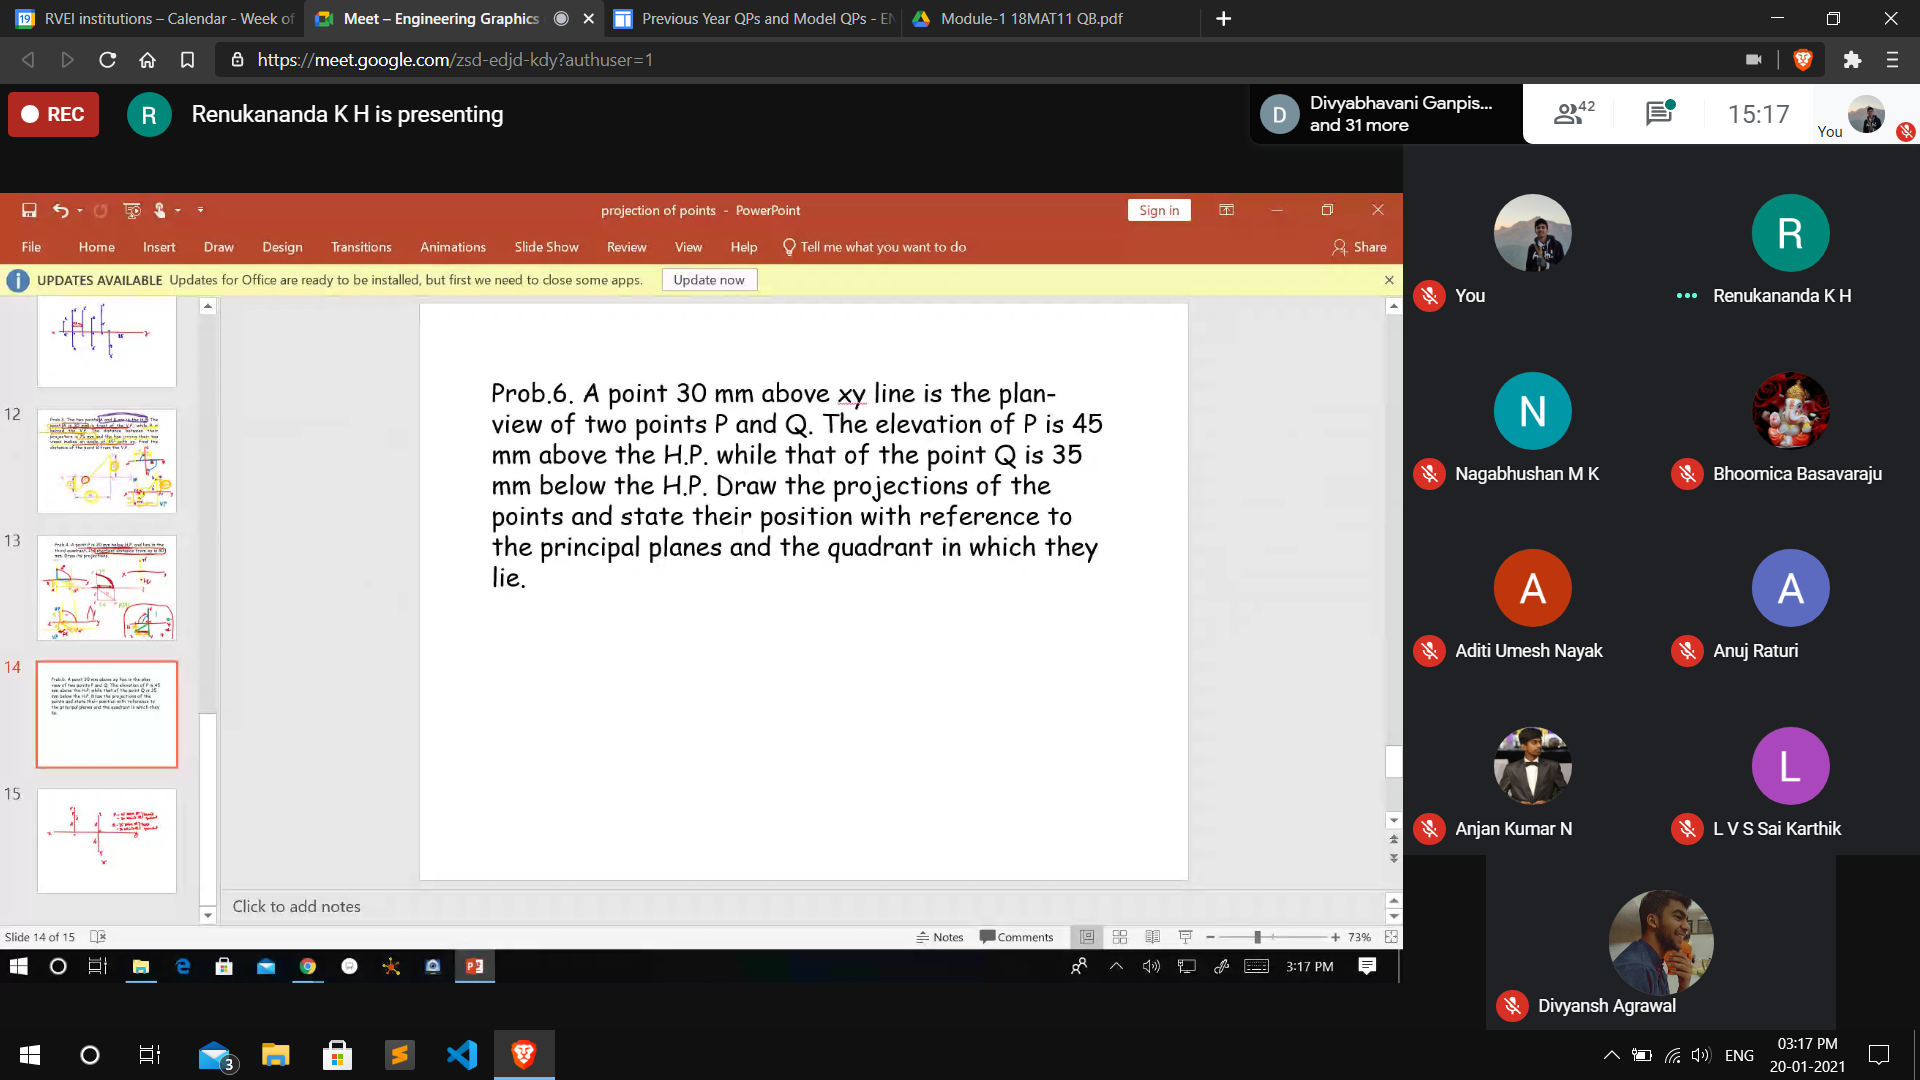 RVEI institutions – Calendar - Week of
Meet – Engineering Graphics
Previous Year QPs and Model QPs - EN
Module-1 18MAT11 QB.pdf
https://meet.google.com/zsd-edjd-kdy?authuser=1
REC
R
Renukananda K H is presenting
D
Divyabhavani Ganpis...
and 31 more
42
15:17
You
projection of points - PowerPoint
Sign in
File Home Insert Draw Design Transitions Animations Slide Show Review View Help Tell me what you want to do
Share
UPDATES AVAILABLE Updates for Office are ready to be installed, but first we need to close some apps. Update now
12
13
14
15
Prob.6. A point 30 mm above xy line is the plan-
view of two points P and Q. The elevation of P is 45
mm above the H.P. while that of the point Q is 35
mm below the H.P. Draw the projections of the
points and state their position with reference to
the principal planes and the quadrant in which they
lie.
Click to add notes
Slide 14 of 15
Notes
Comments
73%
3:17 PM
You
R
Renukananda K H
N
Nagabhushan M K
Bhoomica Basavaraju
A
Aditi Umesh Nayak
A
Anuj Raturi
Anjan Kumar N
L
L V S Sai Karthik
Divyansh Agrawal
3
ENG
03:17 PM
20-01-2021